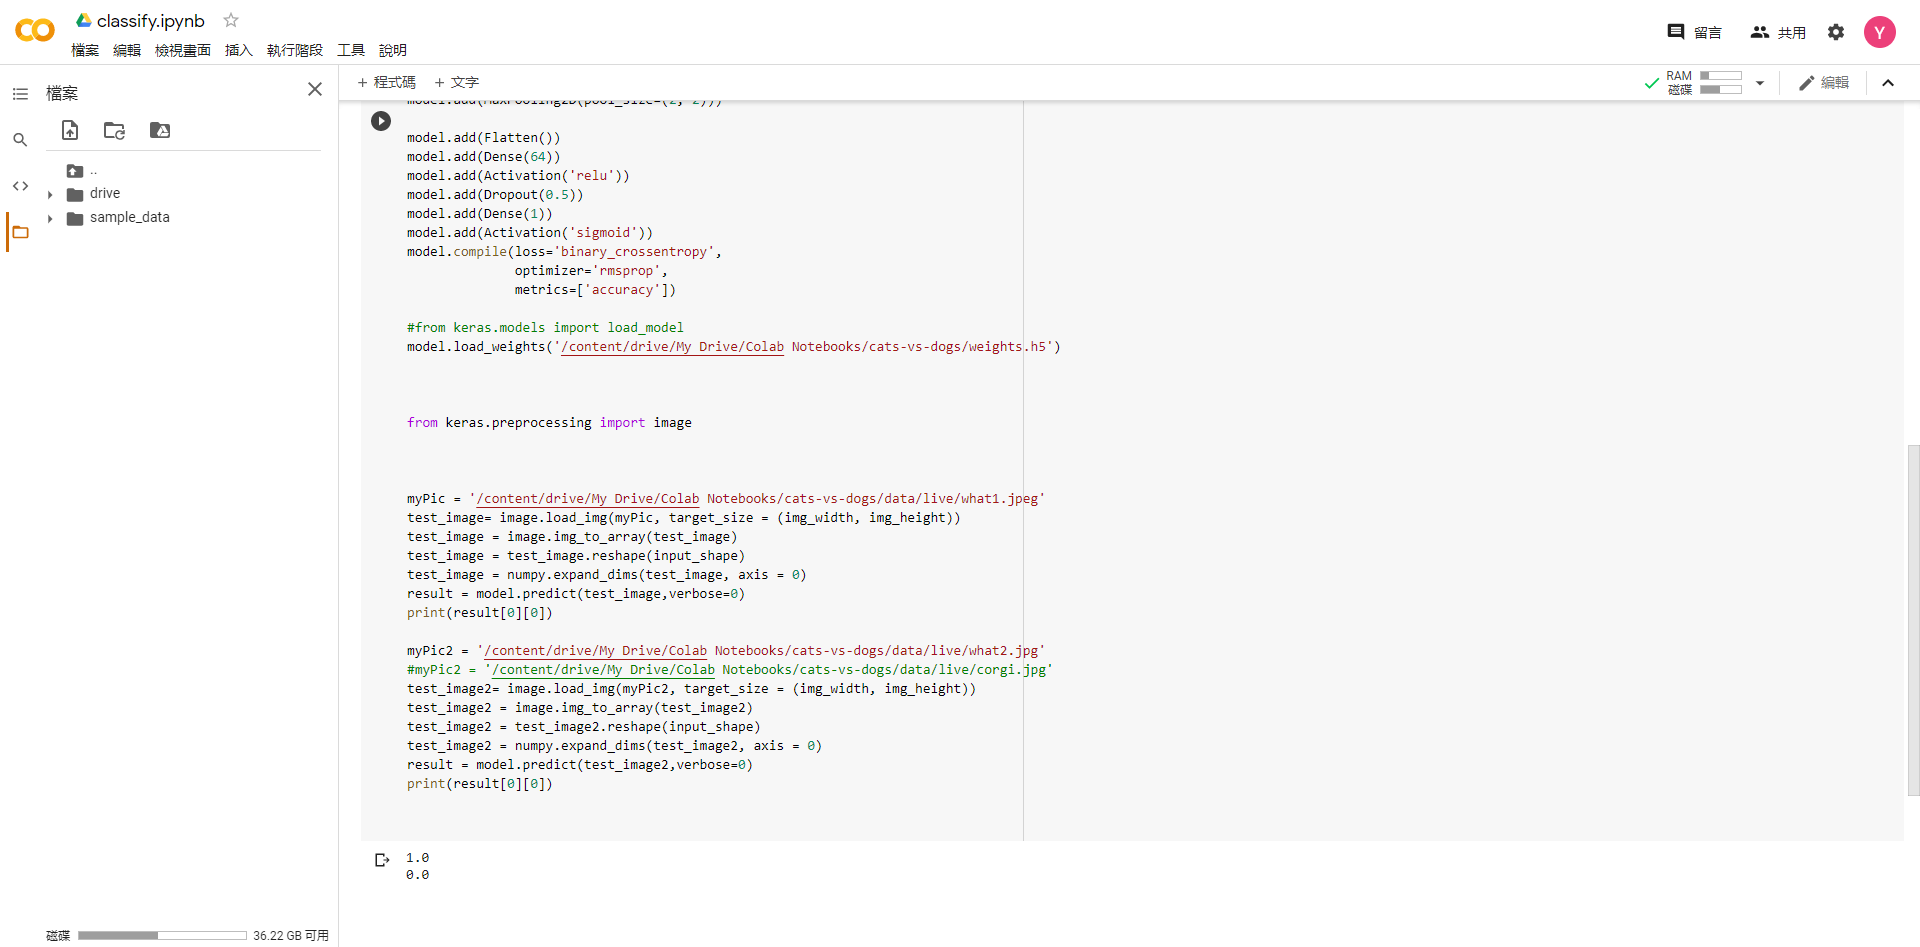 classify.ipynb
檔案 編輯 檢視畫面 插入 執行階段 工具 說明
留言 共用 Y
檔案
+ 程式碼 + 文字
RAM
磁碟
編輯
..
drive
sample_data
model.add(MaxPooling2D(pool_size=(2, 2)))
model.add(Flatten())
model.add(Dense(64))
model.add(Activation('relu'))
model.add(Dropout(0.5))
model.add(Dense(1))
model.add(Activation('sigmoid'))
model.compile(loss='binary_crossentropy',
optimizer='rmsprop',
metrics=['accuracy'])
#from keras.models import load_model
model.load_weights('/content/drive/My Drive/Colab Notebooks/cats-vs-dogs/weights.h5')
from keras.preprocessing import image
myPic = '/content/drive/My Drive/Colab Notebooks/cats-vs-dogs/data/live/what1.jpeg'
test_image= image.load_img(myPic, target_size = (img_width, img_height))
test_image = image.img_to_array(test_image)
test_image = test_image.reshape(input_shape)
test_image = numpy.expand_dims(test_image, axis = 0)
result = model.predict(test_image,verbose=0)
print(result[0][0])
myPic2 = '/content/drive/My Drive/Colab Notebooks/cats-vs-dogs/data/live/what2.jpg'
#myPic2 = '/content/drive/My Drive/Colab Notebooks/cats-vs-dogs/data/live/corgi.jpg'
test_image2= image.load_img(myPic2, target_size = (img_width, img_height))
test_image2 = image.img_to_array(test_image2)
test_image2 = test_image2.reshape(input_shape)
test_image2 = numpy.expand_dims(test_image2, axis = 0)
result = model.predict(test_image2,verbose=0)
print(result[0][0])
1.0
0.0
磁碟 36.22 GB 可用